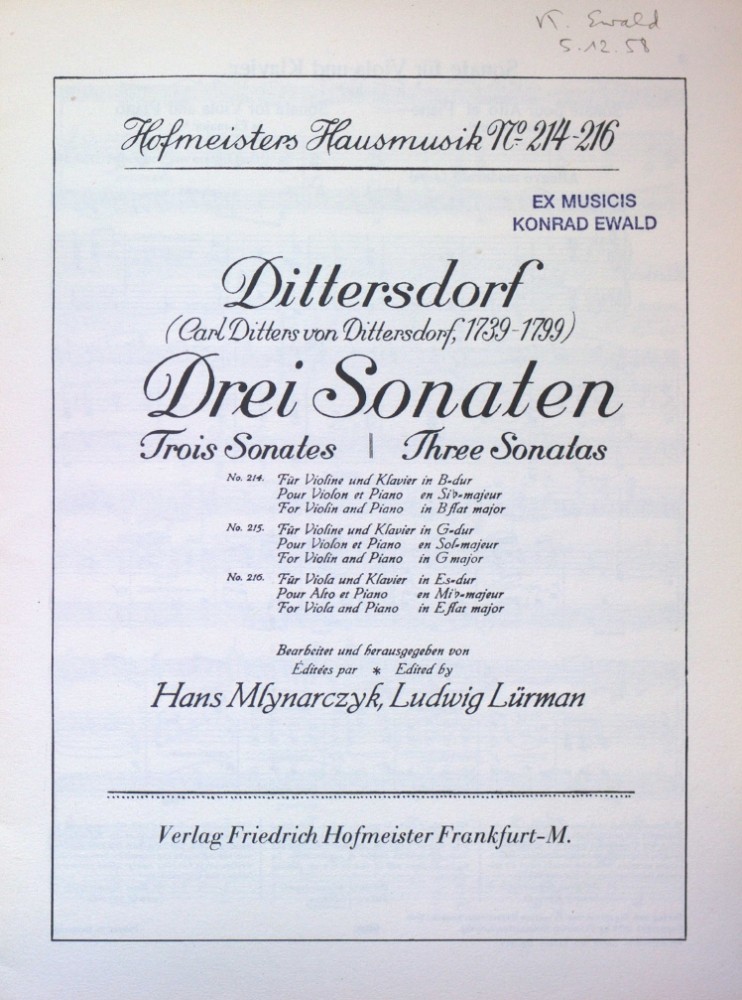 K. Ewald
5.12.58
Hofmeisters Hausmusik No. 214-216
EX MUSICIS
KONRAD EWALD
Dittersdorf
(Carl Ditters von Dittersdorf, 1739-1799)
Drei Sonaten
Trois Sonates | Three Sonatas
No. 214. Für Violine und Klavier in B-dur
Pour Violon et Piano en Si♭-majeur
For Violin and Piano in B flat major
No. 215. Für Violine und Klavier in G-dur
Pour Violon et Piano en Sol-majeur
For Violin and Piano in G major
No. 216. Für Viola und Klavier in Es-dur
Pour Alto et Piano en Mi♭-majeur
For Viola and Piano in E flat major
Bearbeitet und herausgegeben von
Éditées par * Edited by
Hans Mlynarczyk, Ludwig Lürman
Verlag Friedrich Hofmeister Frankfurt-M.